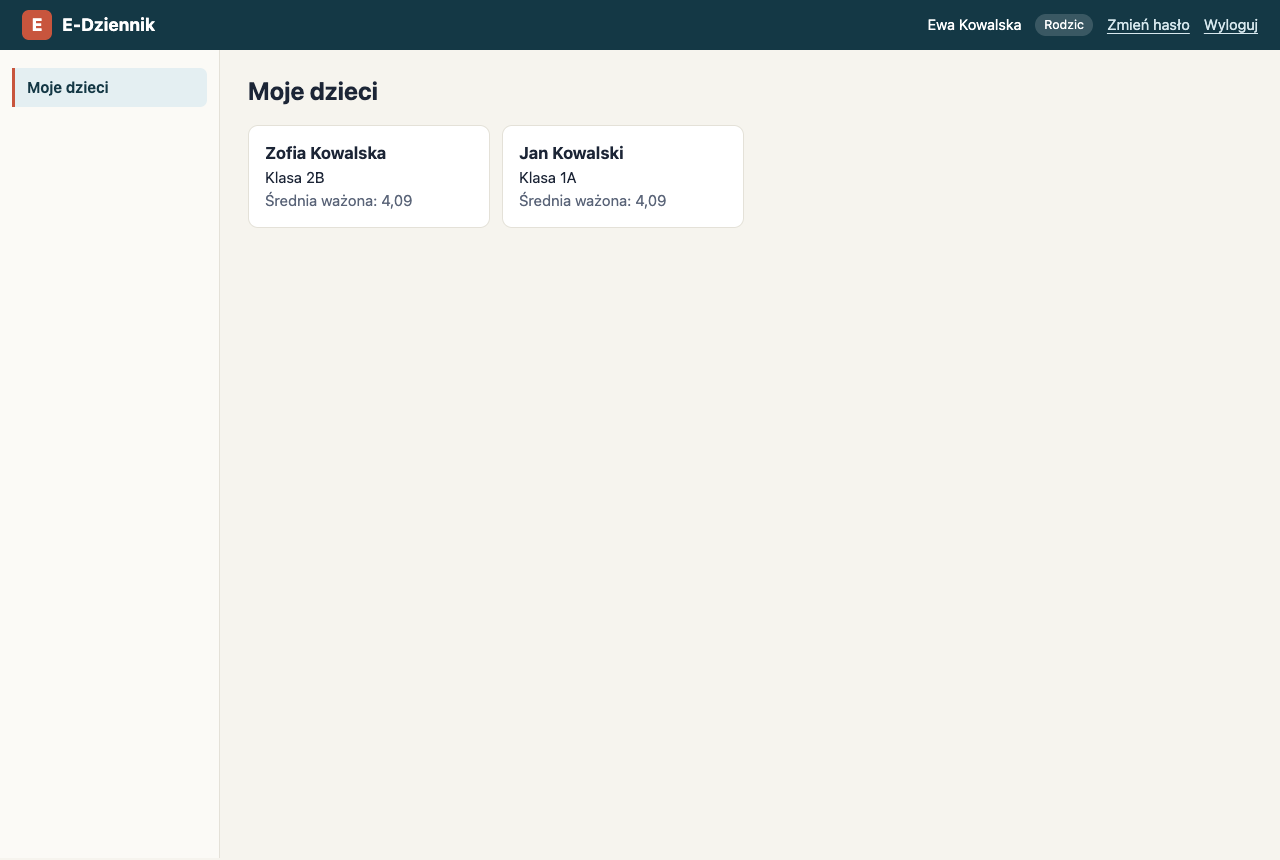 E E-Dziennik
Ewa Kowalska Rodzic Zmień hasło Wyloguj
Moje dzieci
Moje dzieci
Zofia Kowalska
Klasa 2B
Średnia ważona: 4,09
Jan Kowalski
Klasa 1A
Średnia ważona: 4,09